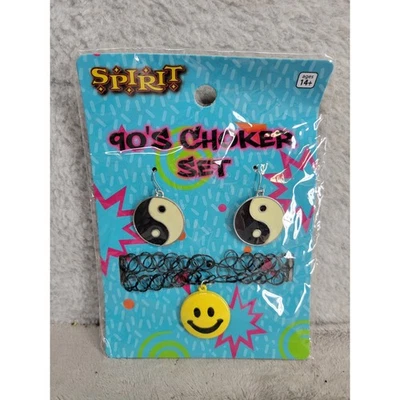 SPIRIT
AGES
14+
90's CHOKER
SET